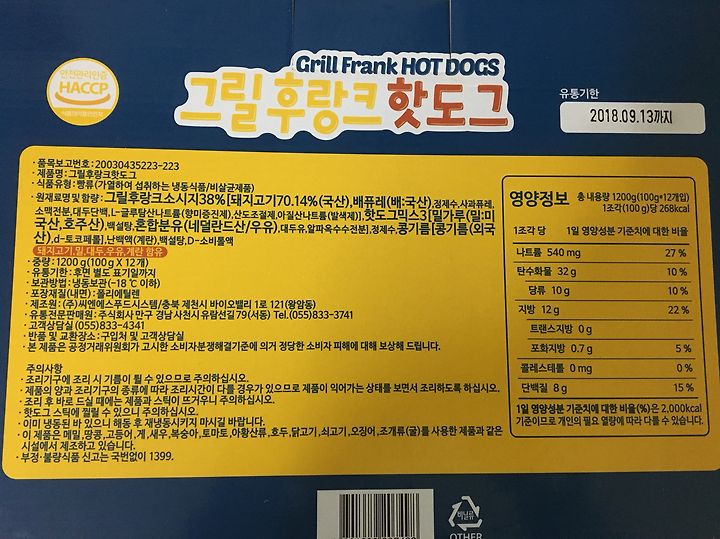 안전관리인증
HACCP
식품의약품안전처
Grill Frank HOT DOGS
그릴후랑크핫도그
유통기한
2018.09.13까지
· 품목보고번호: 20030435223-223
· 제품명: 그릴후랑크핫도그
· 식품유형: 빵류(가열하여 섭취하는 냉동식품/비살균제품)
· 원재료명 및 함량: 그릴후랑크소시지38%[돼지고기70.14%(국산),배퓨레(배:국산),정제수,사과퓨레,
소맥전분,대두단백,L-글루탐산나트륨(향미증진제),산도조절제,아질산나트륨(발색제)],핫도그믹스3[밀가루(밀:미
국산,호주산),백설탕,혼합분유(네덜란드산/우유),대두유,알파옥수수전분],정제수,콩기름[콩기름(외국
산),d-토코페롤],난백액(계란),백설탕,D-소비톨액
돼지고기,밀,대두,우유,계란 함유
· 중량: 1200 g(100g X 12개)
· 유통기한: 후면 별도 표기일까지
· 보관방법: 냉동보관(-18 ℃ 이하)
· 포장재질(내면): 폴리에틸렌
· 제조원: (주)씨엔에스푸드시스템/충북 제천시 바이오밸리 1로 121(왕암동)
· 유통전문판매원: 주식회사 만구 경남 사천시 유람선길 79(서동) Tel.(055)833-3741
· 고객상담실 (055)833-4341
· 반품 및 교환장소: 구입처 및 고객상담실
· 본 제품은 공정거래위원회가 고시한 소비자분쟁해결기준에 의거 정당한 소비자 피해에 대해 보상해 드립니다.
주의사항
· 조리기구에 조리 시 기름이 튈 수 있으므로 주의하십시오.
· 제품의 양과 조리기구의 종류에 따라 조리시간이 다를 경우가 있으므로 제품이 익어가는 상태를 보면서 조리하도록 하십시오.
· 조리 후 바로 드실 때에는 제품과 스틱이 뜨거우니 주의하십시오.
· 핫도그 스틱에 찔릴 수 있으니 주의하십시오.
· 이미 냉동된 바 있으니 해동 후 재냉동시키지 마시길 바랍니다.
· 이 제품은 메밀,땅콩,고등어,게,새우,복숭아,토마토,아황산류,호두,닭고기,쇠고기,오징어,조개류(굴)를 사용한 제품과 같은
시설에서 제조하고 있습니다.
· 부정·불량식품 신고는 국번없이 1399.
영양정보 총 내용량 1200g(100g*12개입)
1조각(100 g)당 268kcal
1조각 당 1일 영양성분 기준치에 대한 비율
나트륨 540 mg 27 %
탄수화물 32 g 10 %
당류 10 g 10 %
지방 12 g 22 %
트랜스지방 0 g
포화지방 0.7 g 5 %
콜레스테롤 0 mg 0 %
단백질 8 g 15 %
1일 영양성분 기준치에 대한 비율(%)은 2,000kcal
기준이므로 개인의 필요 열량에 따라 다를 수 있습니다.
비닐류
OTHER